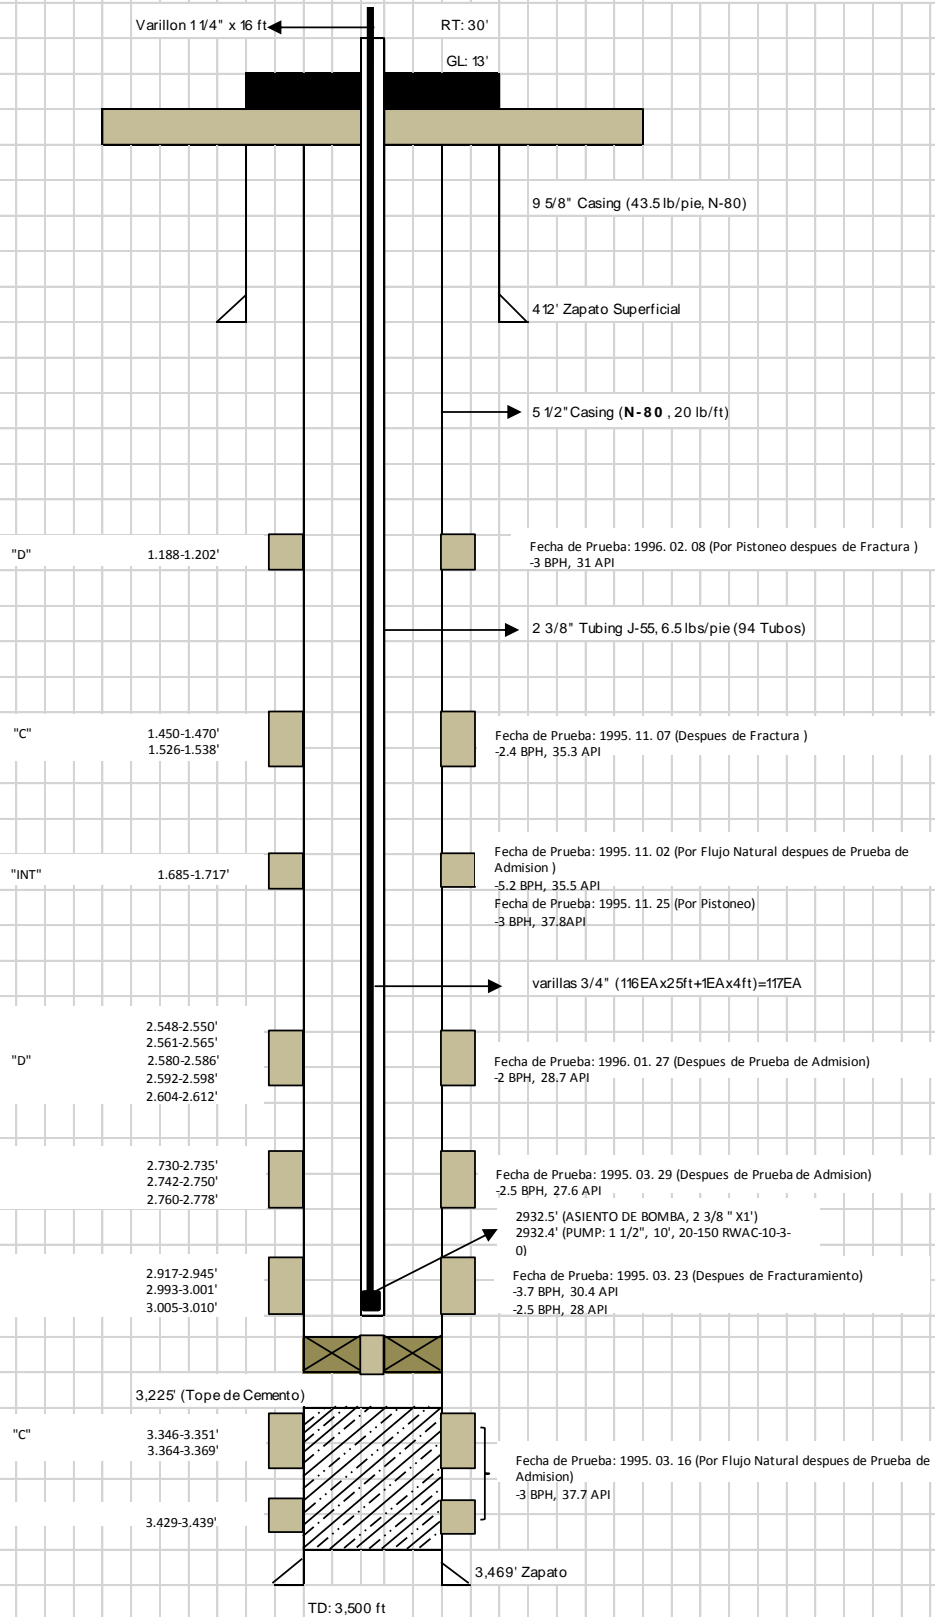 Varillon 1 1/4" x 16 ft
RT: 30'
GL: 13'
9 5/8" Casing (43.5 lb/pie, N-80)
412' Zapato Superficial
5 1/2" Casing (N-80 , 20 lb/ft)
"D" 1.188-1.202'
Fecha de Prueba: 1996. 02. 08 (Por Pistoneo despues de Fractura )
-3 BPH, 31 API
2 3/8" Tubing J-55, 6.5 lbs/pie (94 Tubos)
"C" 1.450-1.470'
1.526-1.538'
Fecha de Prueba: 1995. 11. 07 (Despues de Fractura )
-2.4 BPH, 35.3 API
"INT" 1.685-1.717'
Fecha de Prueba: 1995. 11. 02 (Por Flujo Natural despues de Prueba de
Admision )
-5.2 BPH, 35.5 API
Fecha de Prueba: 1995. 11. 25 (Por Pistoneo)
-3 BPH, 37.8API
varillas 3/4" (116EAx25ft+1EAx4ft)=117EA
2.548-2.550'
2.561-2.565'
"D" 2.580-2.586'
2.592-2.598'
2.604-2.612'
Fecha de Prueba: 1996. 01. 27 (Despues de Prueba de Admision)
-2 BPH, 28.7 API
2.730-2.735'
2.742-2.750'
2.760-2.778'
Fecha de Prueba: 1995. 03. 29 (Despues de Prueba de Admision)
-2.5 BPH, 27.6 API
2932.5' (ASIENTO DE BOMBA, 2 3/8 " X1')
2932.4' (PUMP: 1 1/2", 10', 20-150 RWAC-10-3-
0)
2.917-2.945'
2.993-3.001'
3.005-3.010'
Fecha de Prueba: 1995. 03. 23 (Despues de Fracturamiento)
-3.7 BPH, 30.4 API
-2.5 BPH, 28 API
3,225' (Tope de Cemento)
"C" 3.346-3.351'
3.364-3.369'
3.429-3.439'
Fecha de Prueba: 1995. 03. 16 (Por Flujo Natural despues de Prueba de
Admision)
-3 BPH, 37.7 API
3,469' Zapato
TD: 3,500 ft